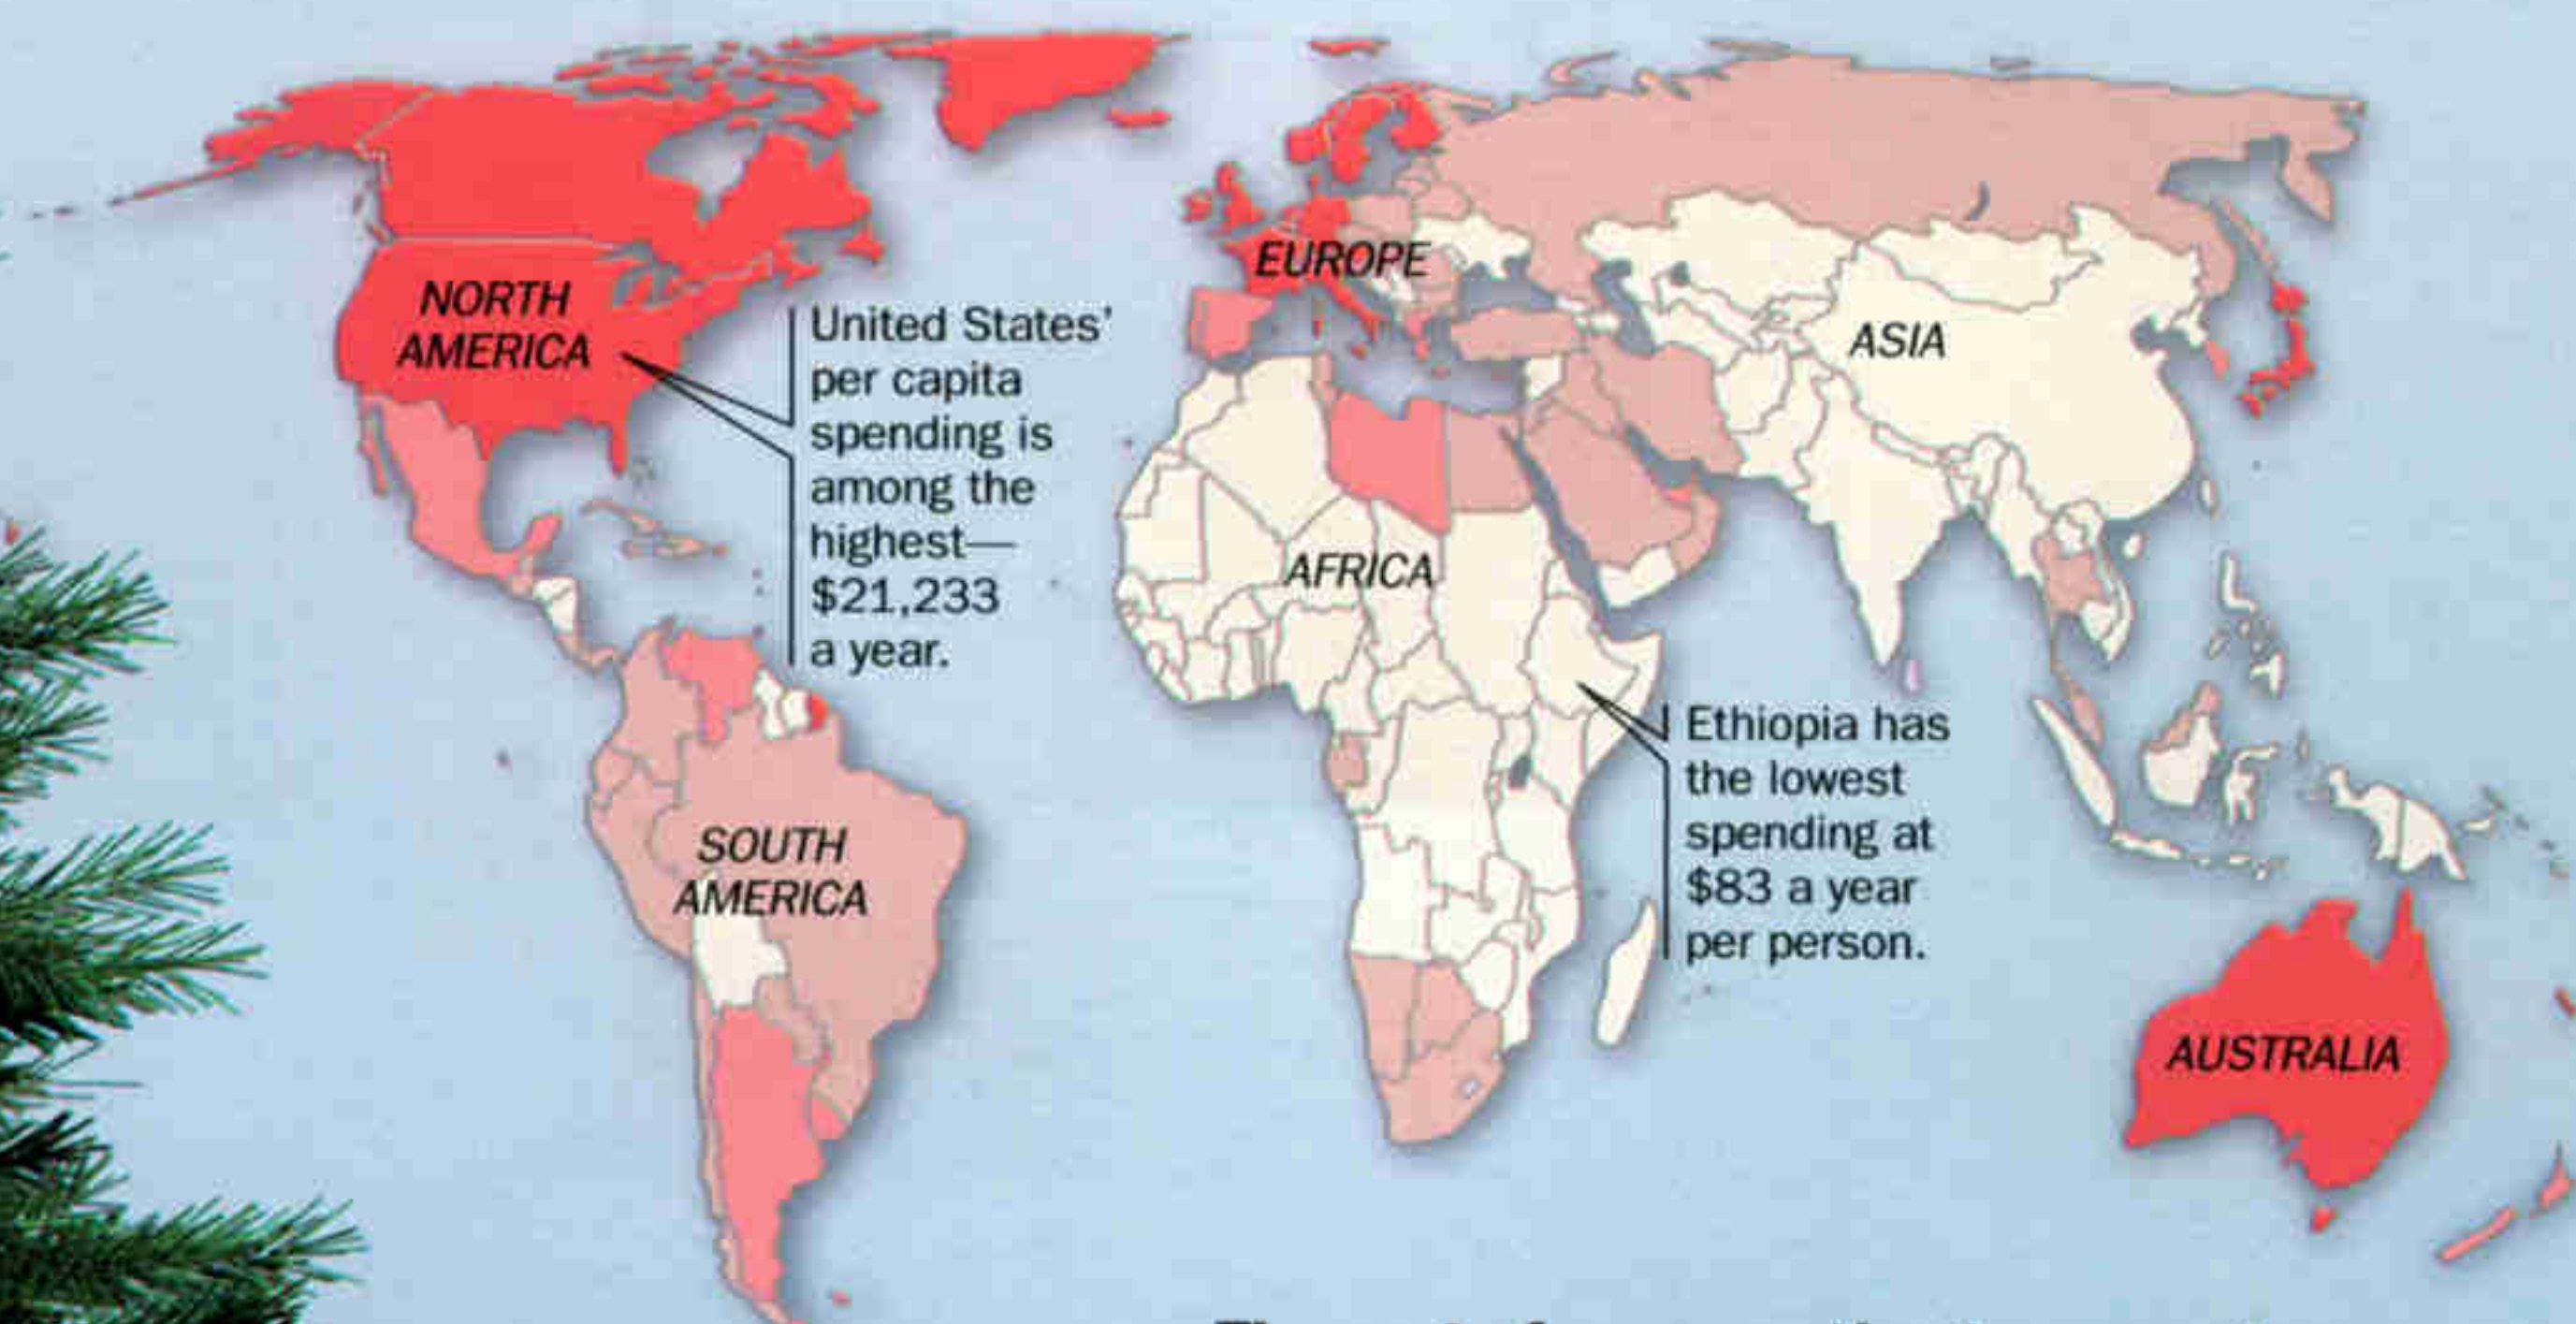 NORTH
AMERICA
United States'
per capita
spending is
among the
highest—
$21,233
a year.
EUROPE
ASIA
AFRICA
Ethiopia has
the lowest
spending at
$83 a year
per person.
SOUTH
AMERICA
AUSTRALIA